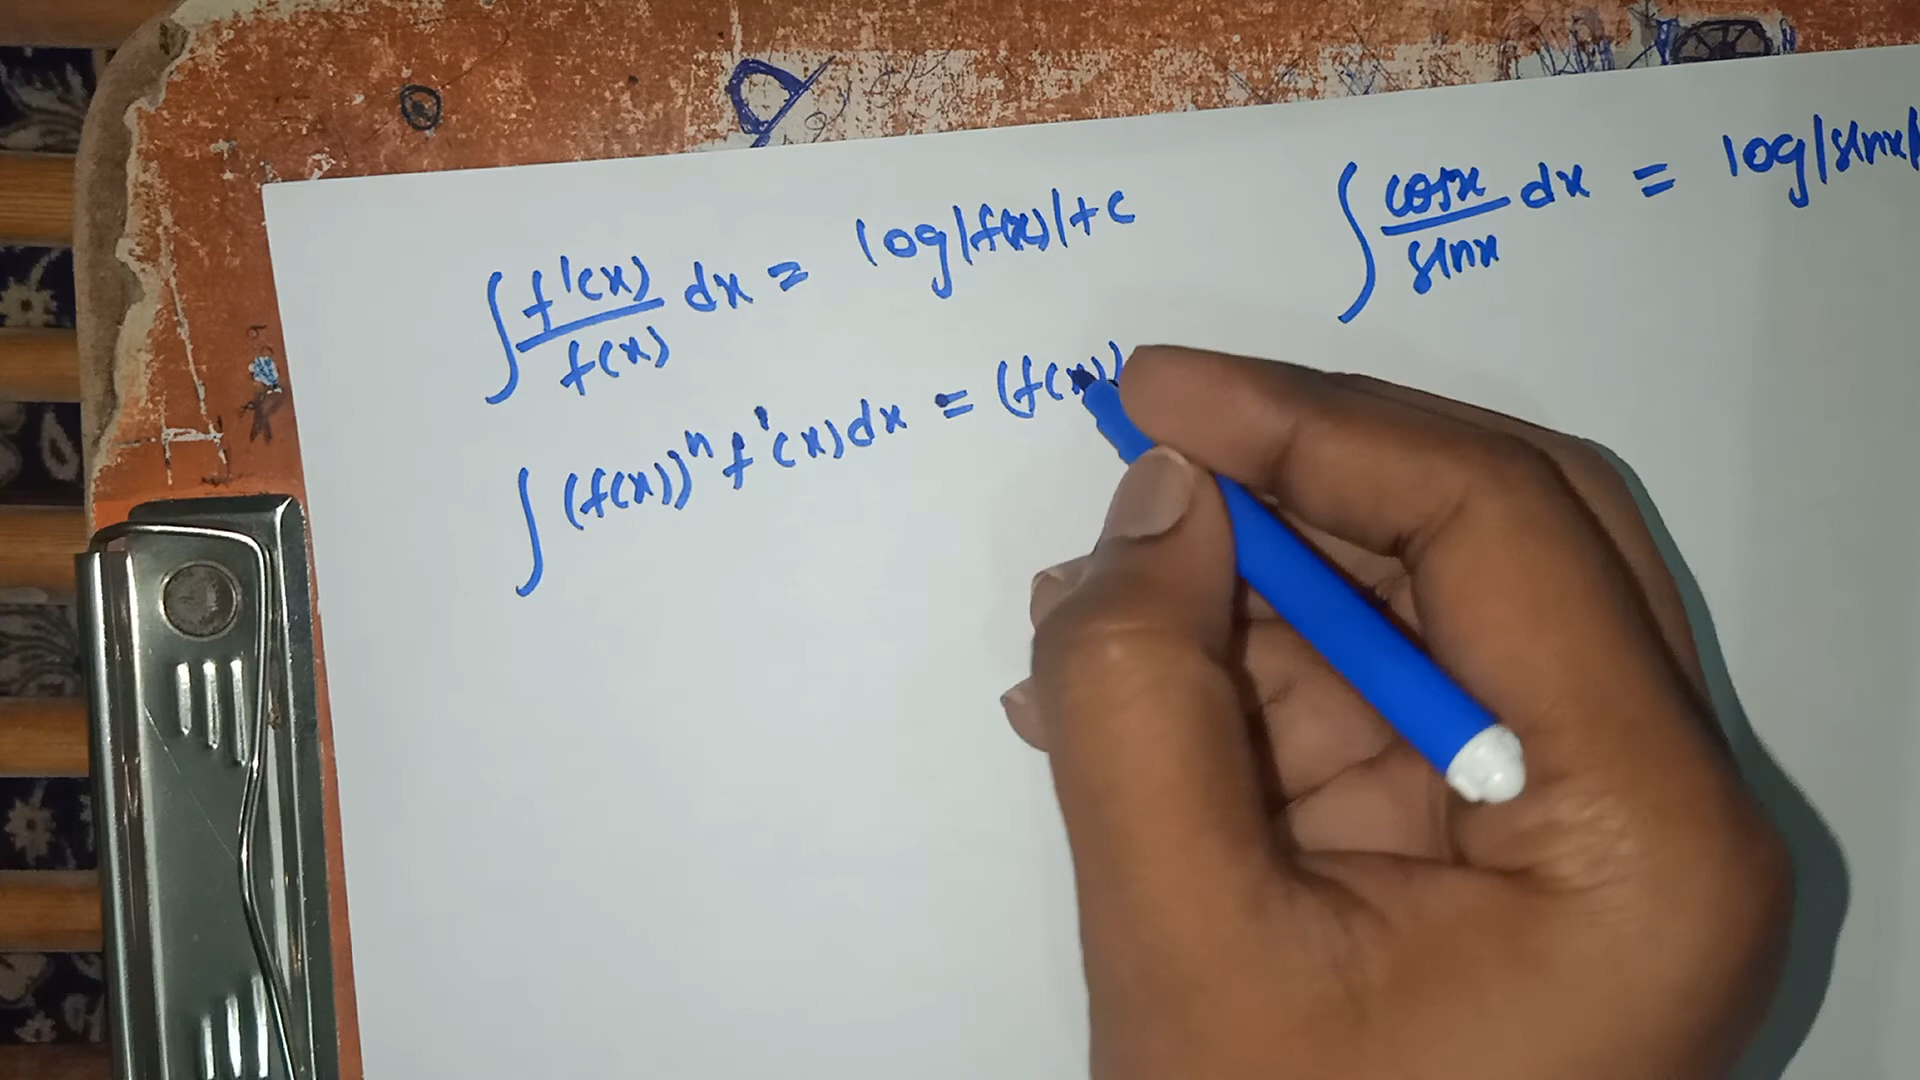 ∫ f'(x)/f(x) dx = log|f(x)|+c
∫ cosx/sinx dx = log|sinx|
∫ (f(x))ⁿ f'(x) dx = (f(x))